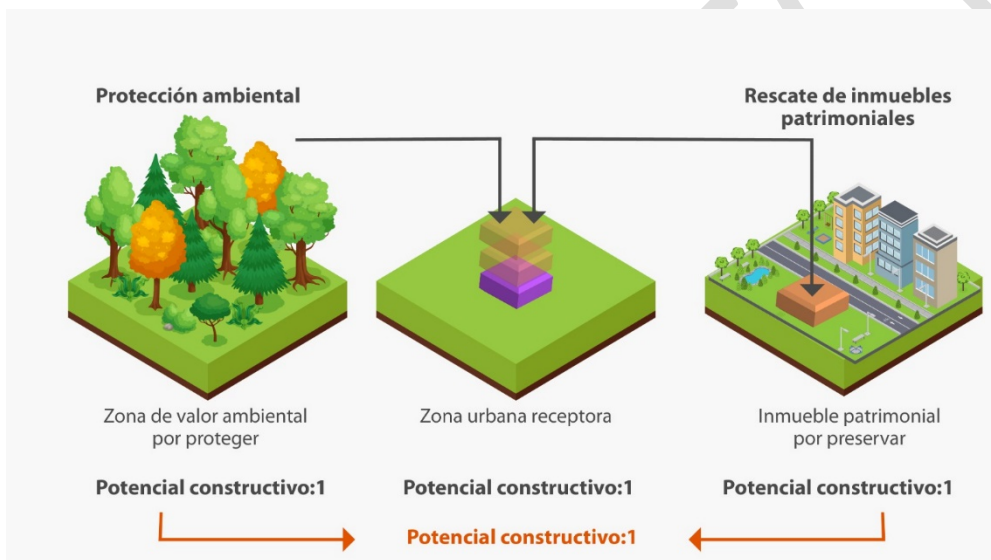 Protección ambiental
Rescate de inmuebles
patrimoniales
Zona de valor ambiental
por proteger
Zona urbana receptora
Inmueble patrimonial
por preservar
Potencial constructivo:1
Potencial constructivo:1
Potencial constructivo:1
Potencial constructivo:1